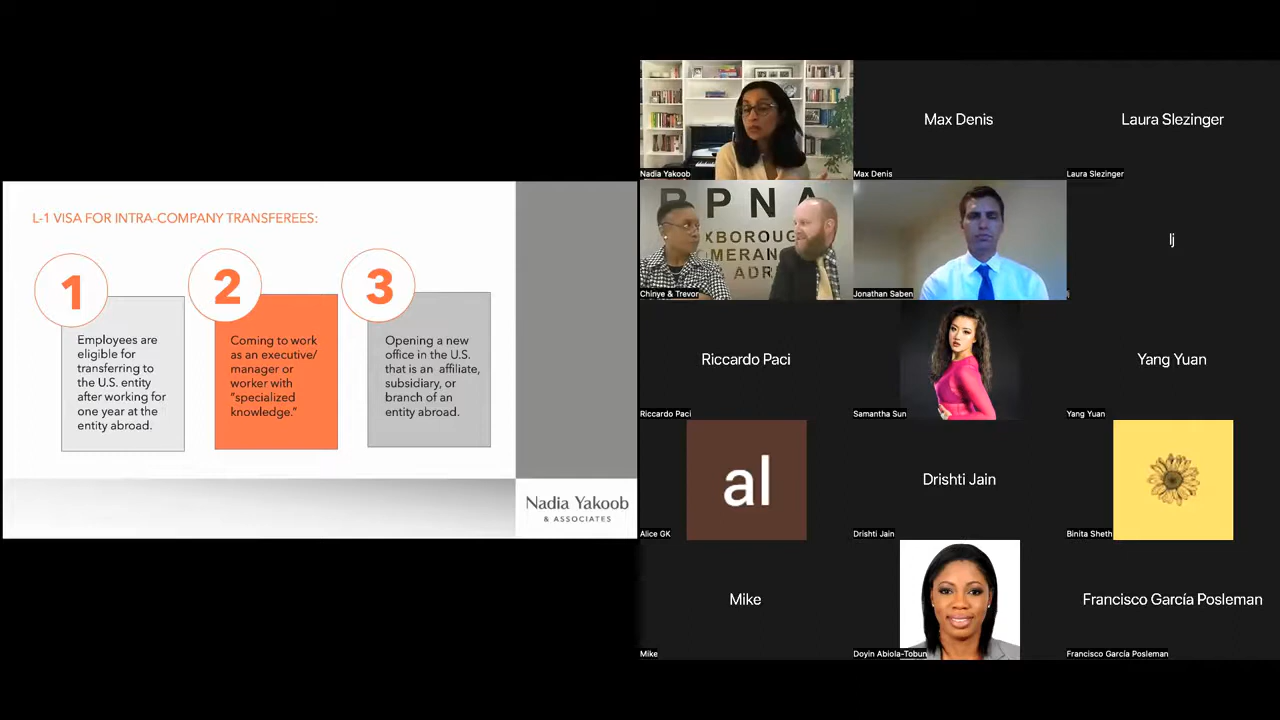 L-1 VISA FOR INTRA-COMPANY TRANSFEREES:
1
Employees are
eligible for
transferring to
the U.S. entity
after working for
one year at the
entity abroad.
2
Coming to work
as an executive/
manager or
worker with
"specialized
knowledge."
3
Opening a new
office in the U.S.
that is an affiliate,
subsidiary, or
branch of an
entity abroad.
Nadia Yakoob
& ASSOCIATES
Nadia Yakoob
Max Denis
Max Denis
Laura Slezinger
Laura Slezinger
PNA
XBOROUG
OMERAN
ADR
Chinye & Trevor
Jonathan Saben
lj
lj
Riccardo Paci
Riccardo Paci
Samantha Sun
Yang Yuan
Yang Yuan
al
Alice GK
Drishti Jain
Drishti Jain
Binita Sheth
Mike
Mike
Doyin Abiola-Tobun
Francisco García Posleman
Francisco García Posleman